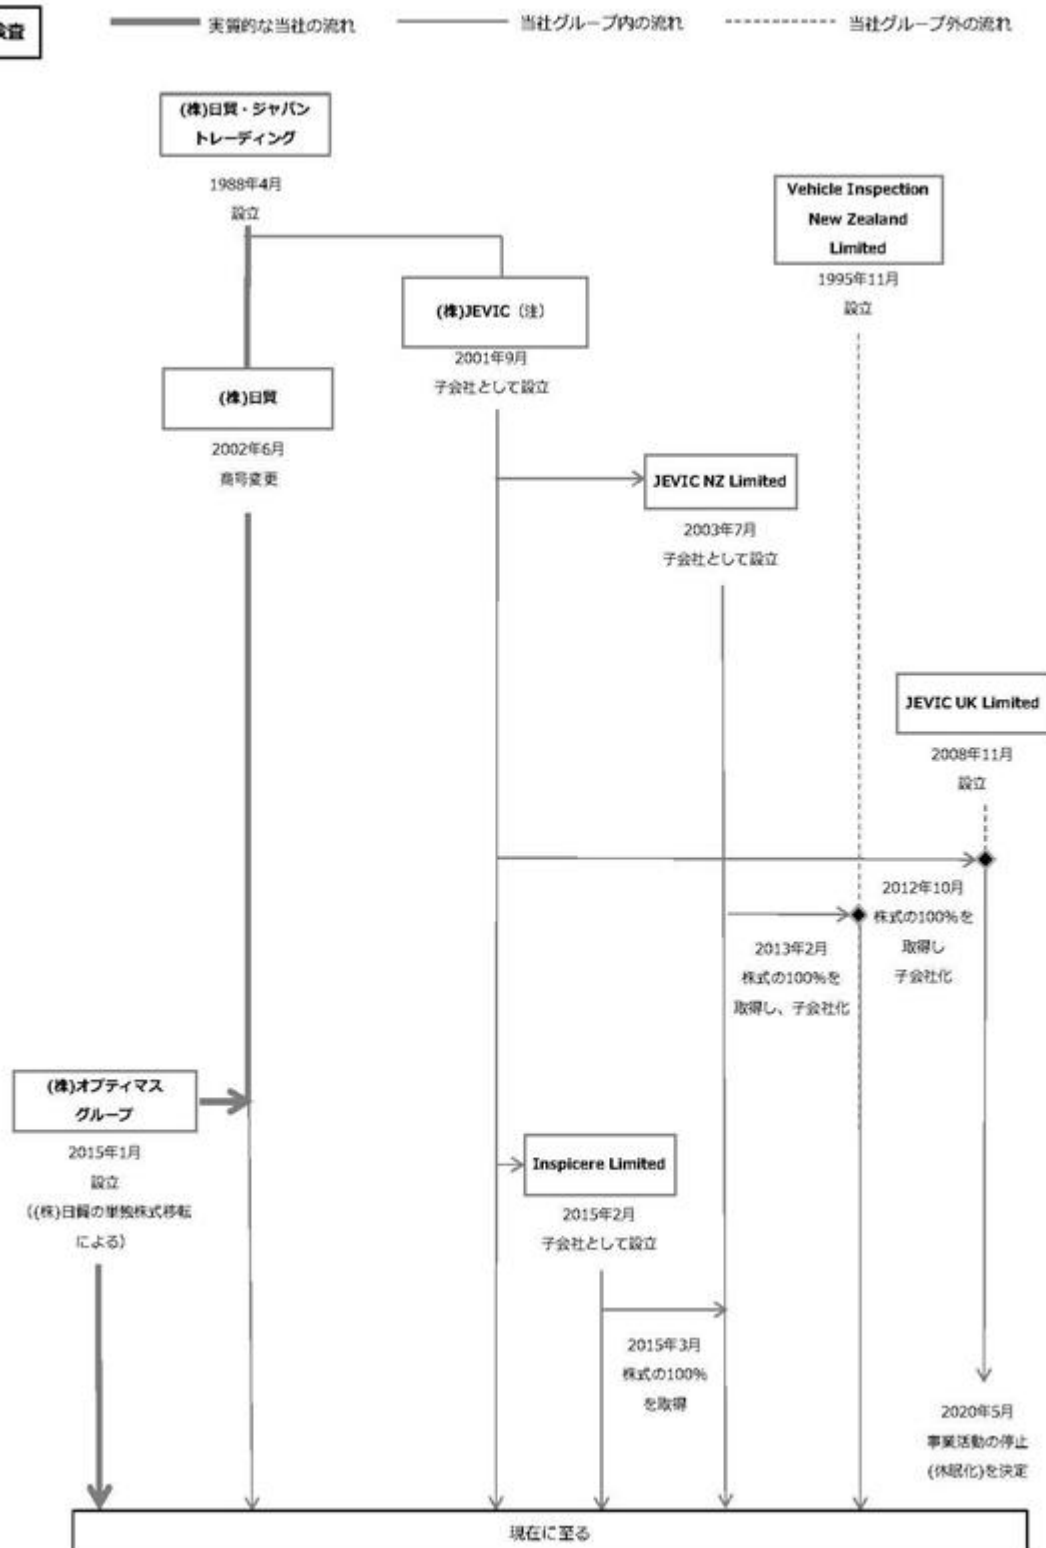 検査
実質的な当社の流れ
当社グループ内の流れ
当社グループ外の流れ
(株)日貿・ジャパン
トレーディング
1988年4月
設立
Vehicle Inspection
New Zealand
Limited
1995年11月
設立
(株)JEVIC（注）
2001年9月
子会社として設立
(株)日貿
2002年6月
商号変更
JEVIC NZ Limited
2003年7月
子会社として設立
JEVIC UK Limited
2008年11月
設立
2012年10月
株式の100%を
取得し
子会社化
2013年2月
株式の100%を
取得し、子会社化
(株)オプティマス
グループ
2015年1月
設立
（(株)日貿の単独株式移転
による）
Inspicere Limited
2015年2月
子会社として設立
2015年3月
株式の100%
を取得
2020年5月
事業活動の停止
(休眠化)を決定
現在に至る